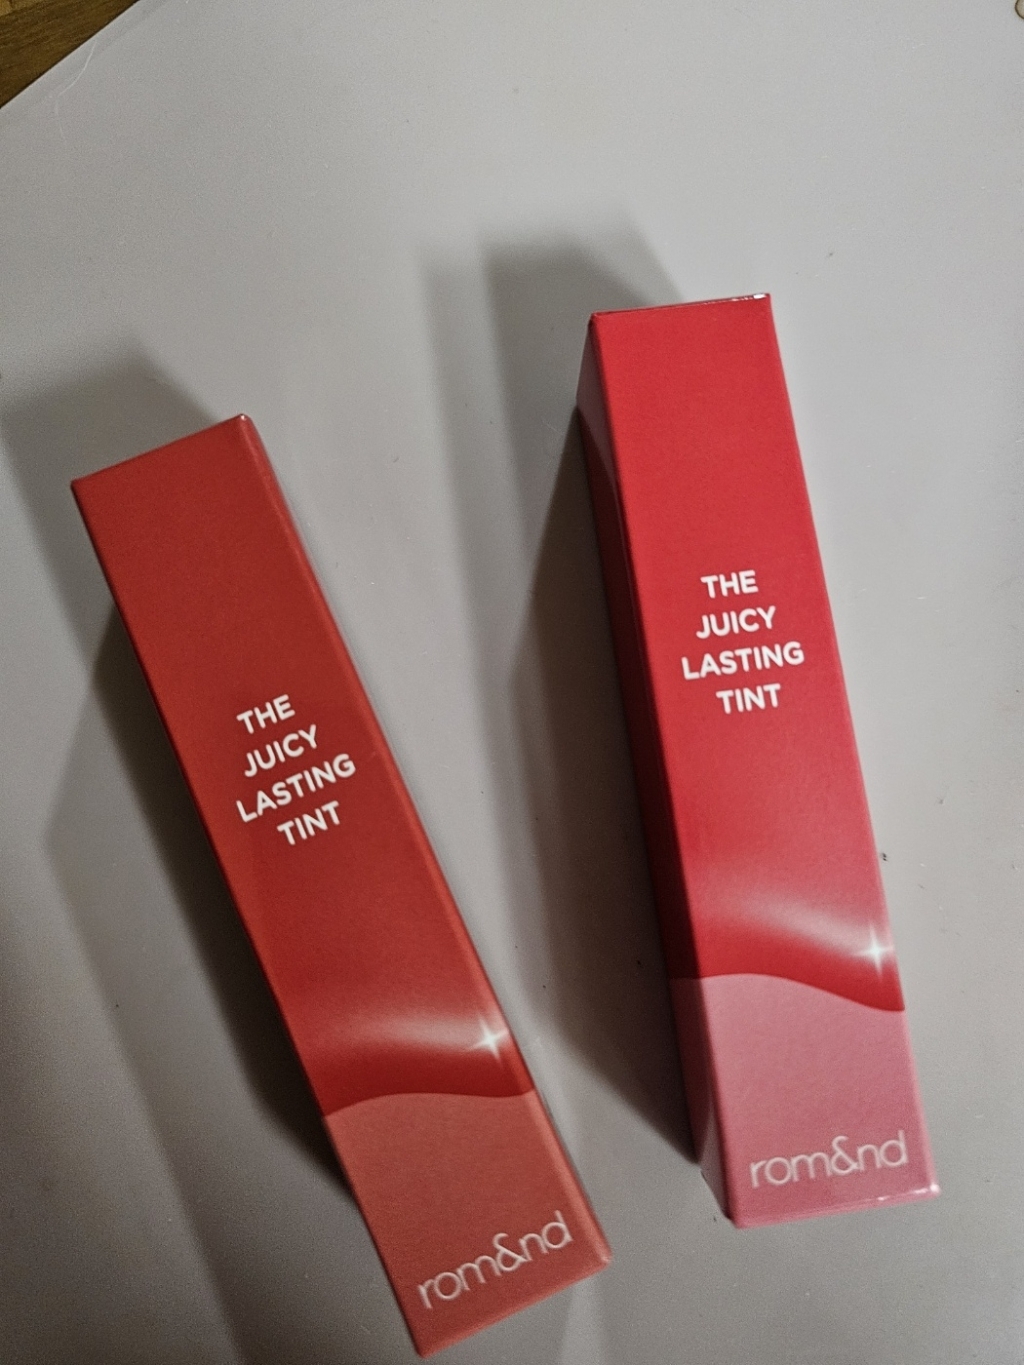 THE
JUICY
LASTING
TINT
rom&nd
THE
JUICY
LASTING
TINT
rom&nd